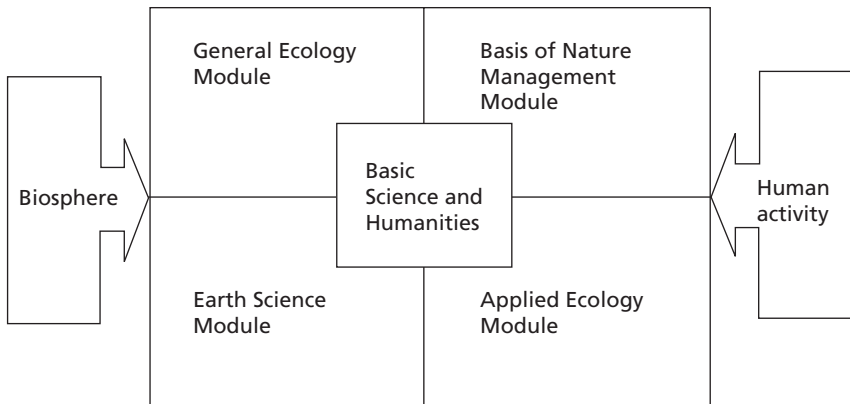 General Ecology
Module
Basis of Nature
Management
Module
Biosphere
Basic
Science and
Humanities
Human
activity
Earth Science
Module
Applied Ecology
Module